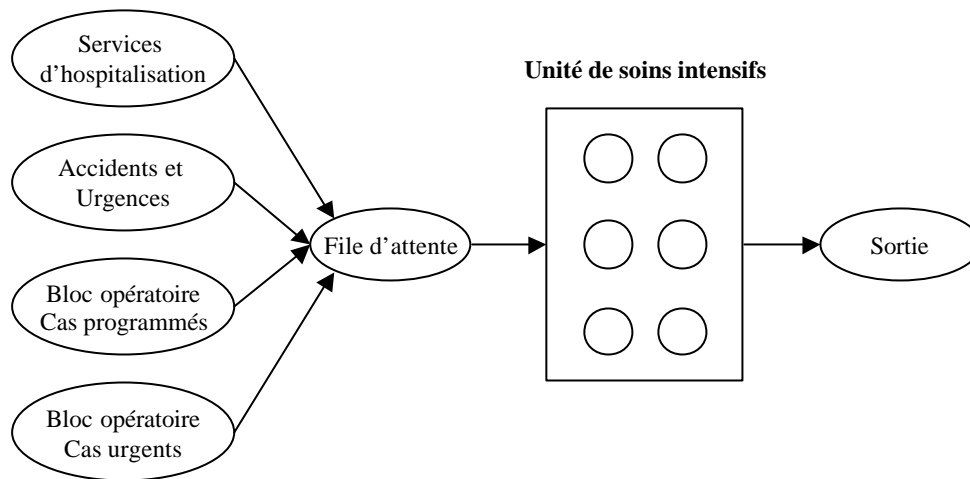 Services
d’hospitalisation
Unité de soins intensifs
Accidents et
Urgences
File d’attente
Sortie
Bloc opératoire
Cas programmés
Bloc opératoire
Cas urgents